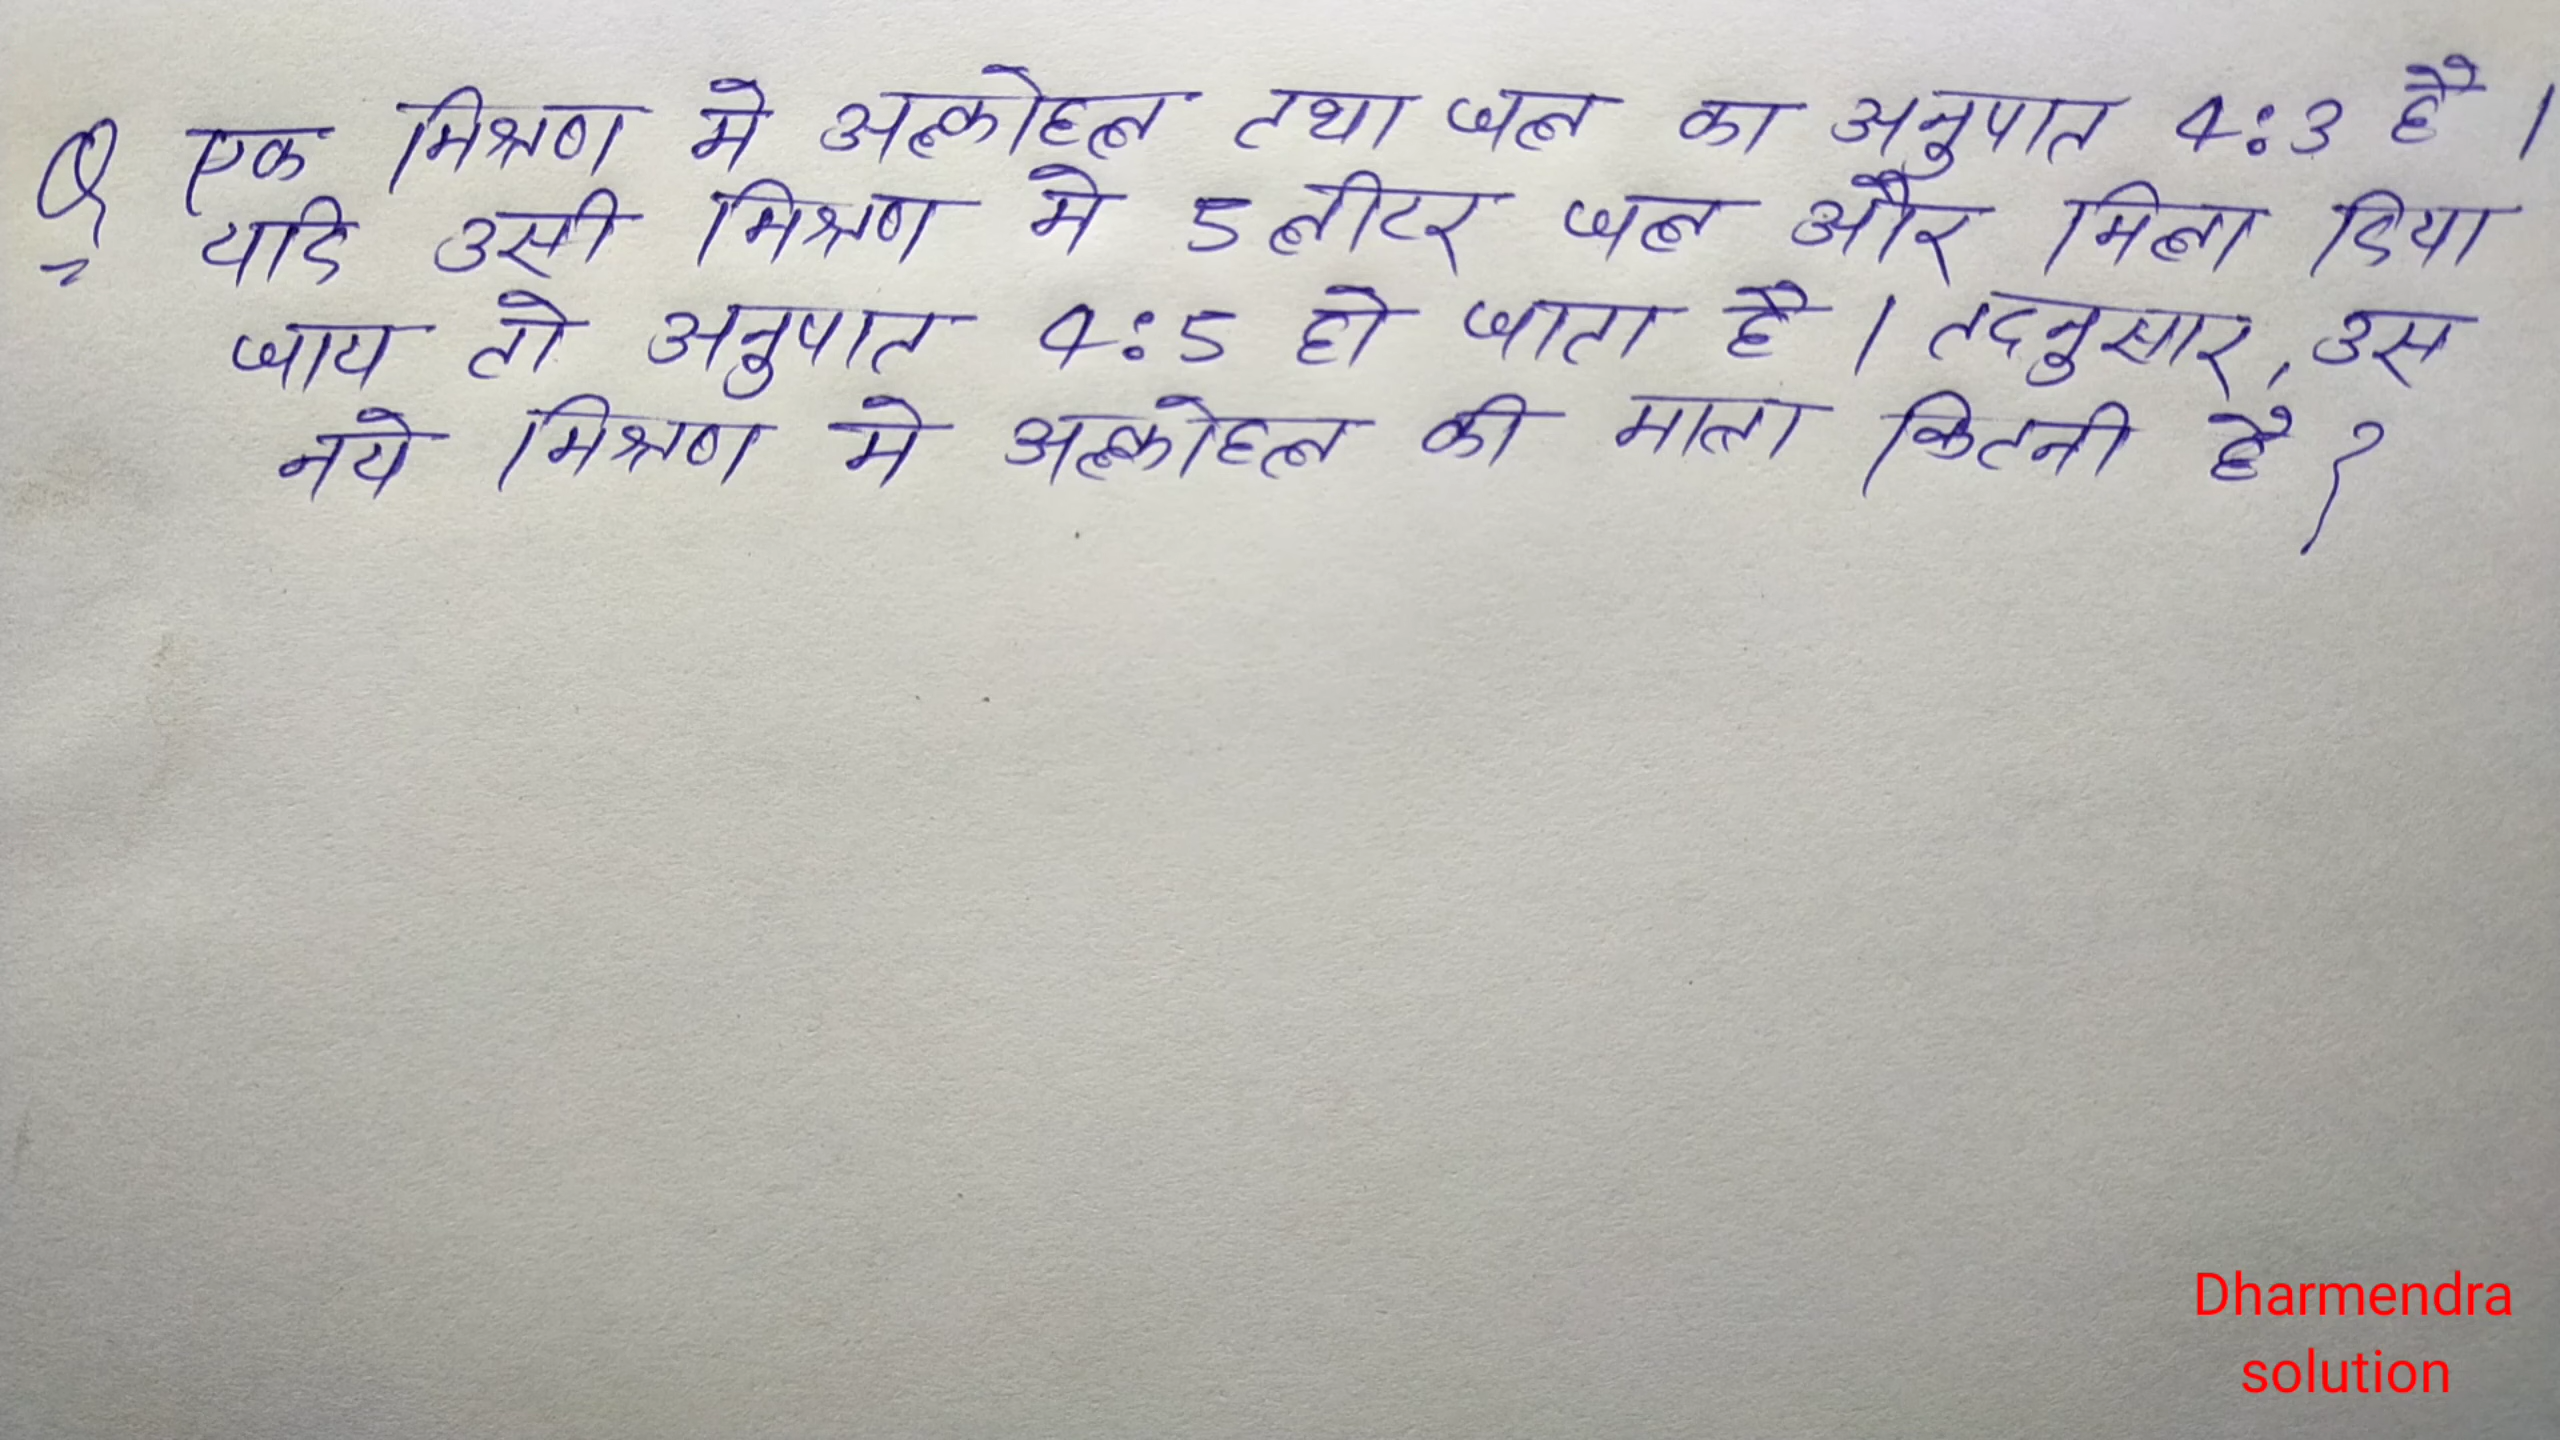 Q एक मिश्रण मे अल्कोहल तथा जल का अनुपात 4:3 है ।
यदि उसी मिश्रण मे 5 लीटर जल और मिला दिया
जाय तो अनुपात 4:5 हो जाता है । तदनुसार, उस
नये मिश्रण मे अल्कोहल की मात्रा कितनी है ?
Dharmendra
solution